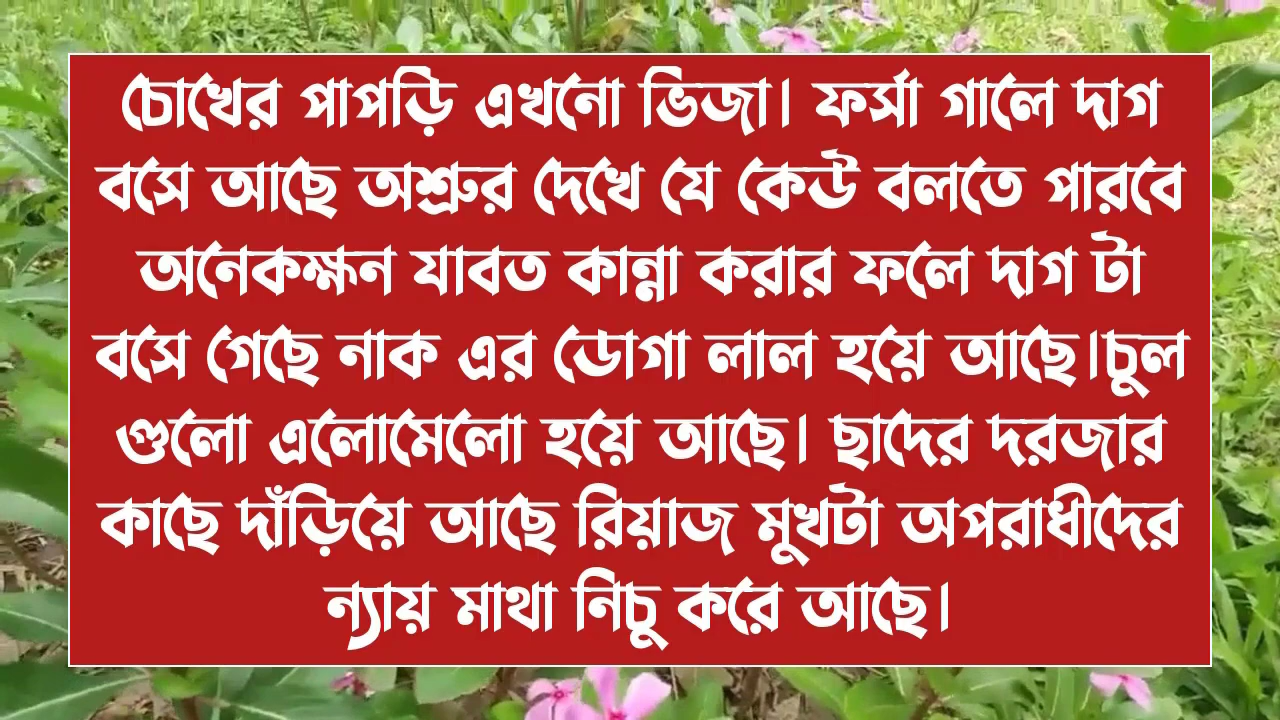 চোখের পাপড়ি এখনো ভিজা। ফর্সা গালে দাগ
বসে আছে অশ্রুর দেখে যে কেউ বলতে পারবে
অনেকক্ষন যাবত কান্না করার ফলে দাগ টা
বসে গেছে নাক এর ডোগা লাল হয়ে আছে।চুল
গুলো এলোমেলো হয়ে আছে। ছাদের দরজার
কাছে দাঁড়িয়ে আছে রিয়াজ মুখটা অপরাধীদের
ন্যায় মাথা নিচু করে আছে।